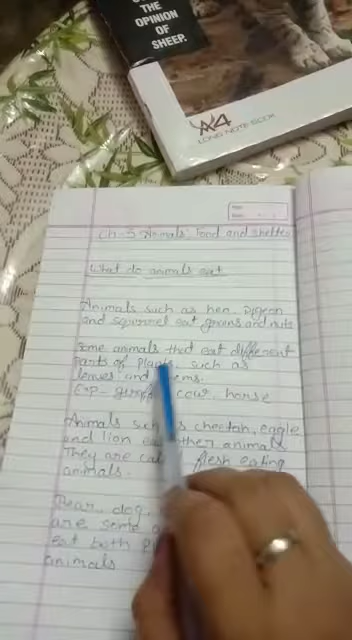 THE
OPINION
OF
SHEEP.
A4
LONG NOTE BOOK
Ch-3 Animals: Food and shelter
What do animals eat
Animals such as hen, Pigeon
and squirrel eat grains and nuts
Some animals that eat different
parts of plants, such as
leaves and stems.
Exp- giraffe cow, horse
Animals such as cheetah, eagle
and lion eat other animals
They are flesh eating
animals.
Bear, dog,
are some
eat both
animals